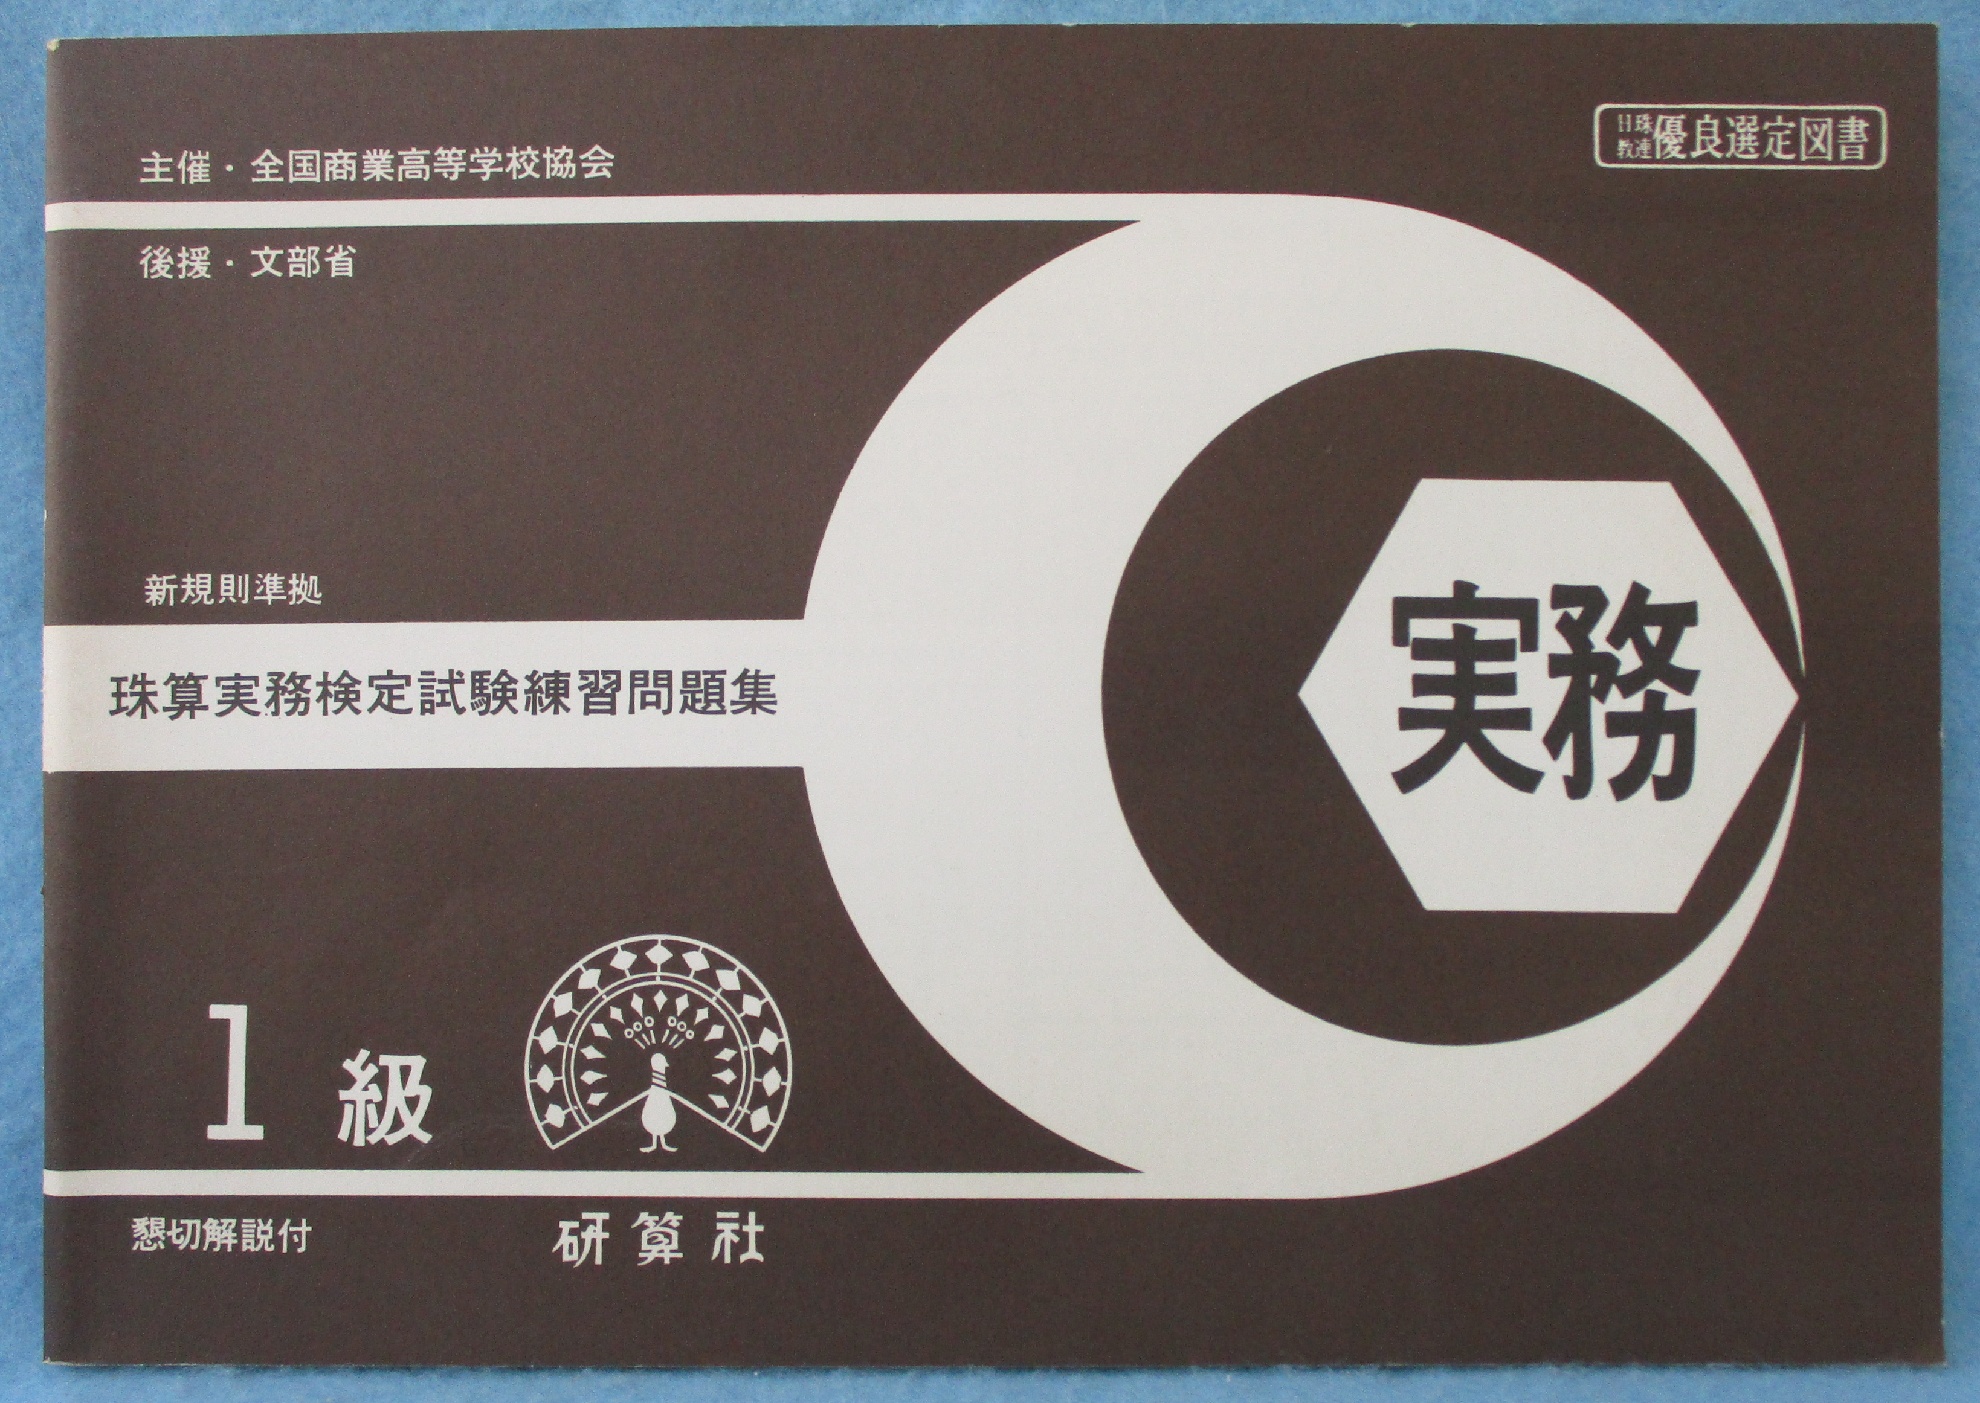 日珠
教連
優良選定図書
主催・全国商業高等学校協会
後援・文部省
新規則準拠
珠算実務検定試験練習問題集
実務
1級
懇切解説付
研算社